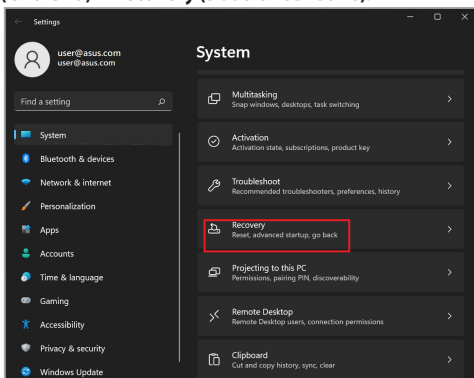 Settings
user@asus.com
user@asus.com
Find a setting
System
Bluetooth & devices
Network & internet
Personalization
Apps
Accounts
Time & language
Gaming
Accessibility
Privacy & security
Windows Update
System
Multitasking
Snap windows, desktops, task switching
Activation
Activation state, subscriptions, product key
Troubleshoot
Recommended troubleshooters, preferences, history
Recovery
Reset, advanced startup, go back
Projecting to this PC
Permissions, pairing PIN, discoverability
Remote Desktop
Remote Desktop users, connection permissions
Clipboard
Cut and copy history, sync, clear